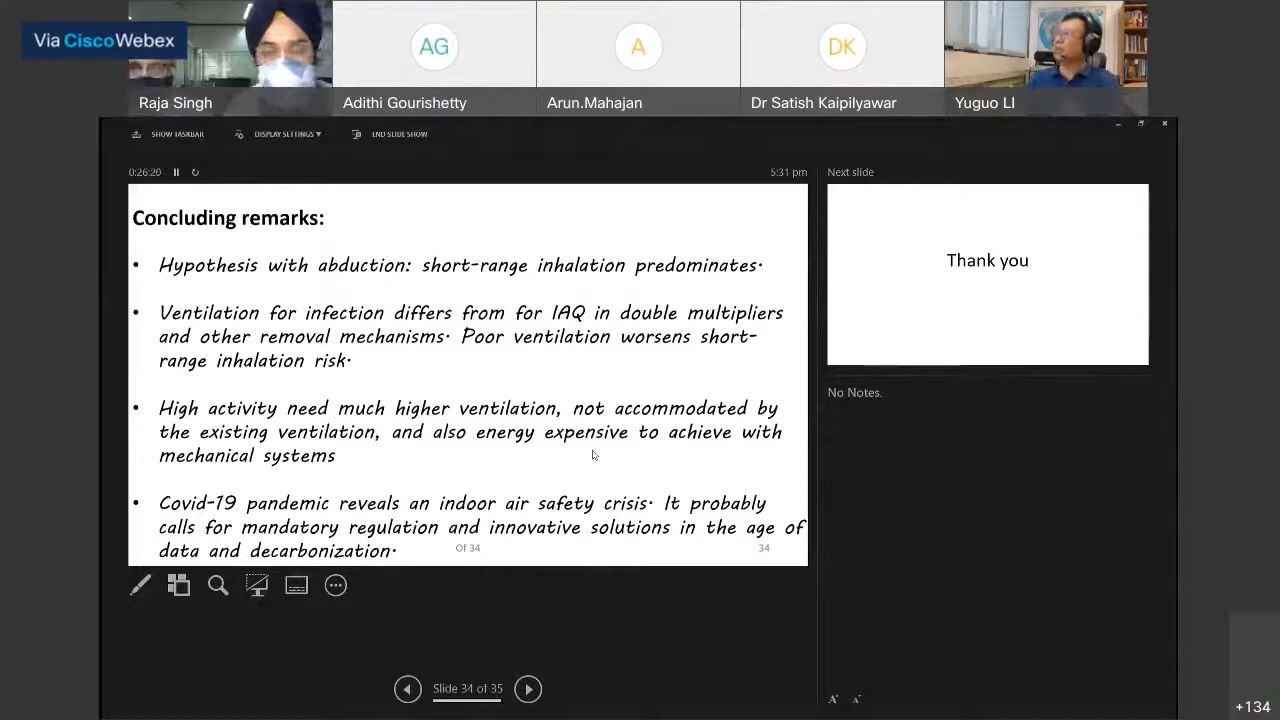 Via Cisco Webex
Raja Singh
AG
Adithi Gourishetty
A
Arun.Mahajan
DK
Dr Satish Kaipilyawar
Yuguo LI
SHOW TASKBAR
DISPLAY SETTINGS ▾
END SLIDE SHOW
0:26:20
5:31 pm
Next slide
Concluding remarks:
• Hypothesis with abduction: short-range inhalation predominates.
• Ventilation for infection differs from for IAQ in double multipliers
and other removal mechanisms. Poor ventilation worsens short-
range inhalation risk.
• High activity need much higher ventilation, not accommodated by
the existing ventilation, and also energy expensive to achieve with
mechanical systems
• Covid-19 pandemic reveals an indoor air safety crisis. It probably
calls for mandatory regulation and innovative solutions in the age of
data and decarbonization.
Of 34
34
Thank you
No Notes.
Slide 34 of 35
A
A
+134